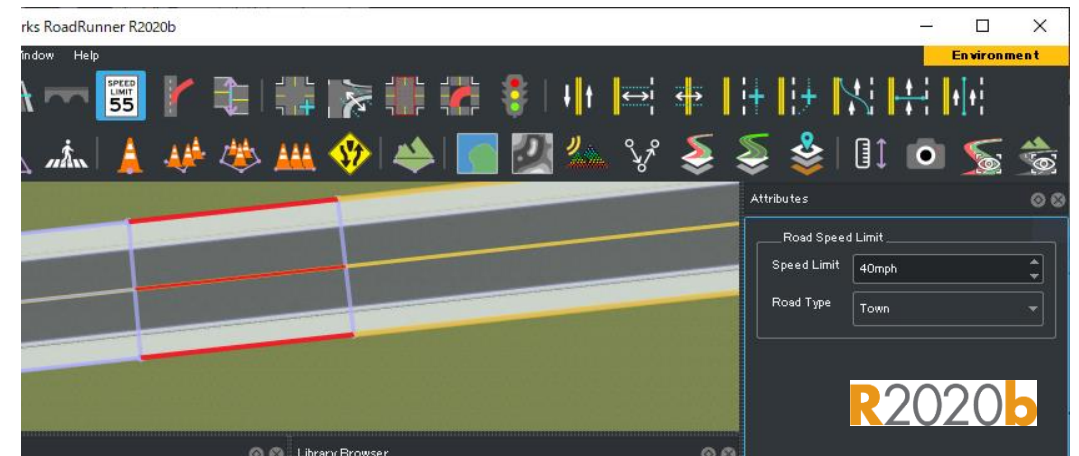 rks RoadRunner R2020b
indow Help
Environment
SPEED
LIMIT
55
Attributes
Road Speed Limit
Speed Limit 40mph
Road Type Town
R2020b
Library Browser